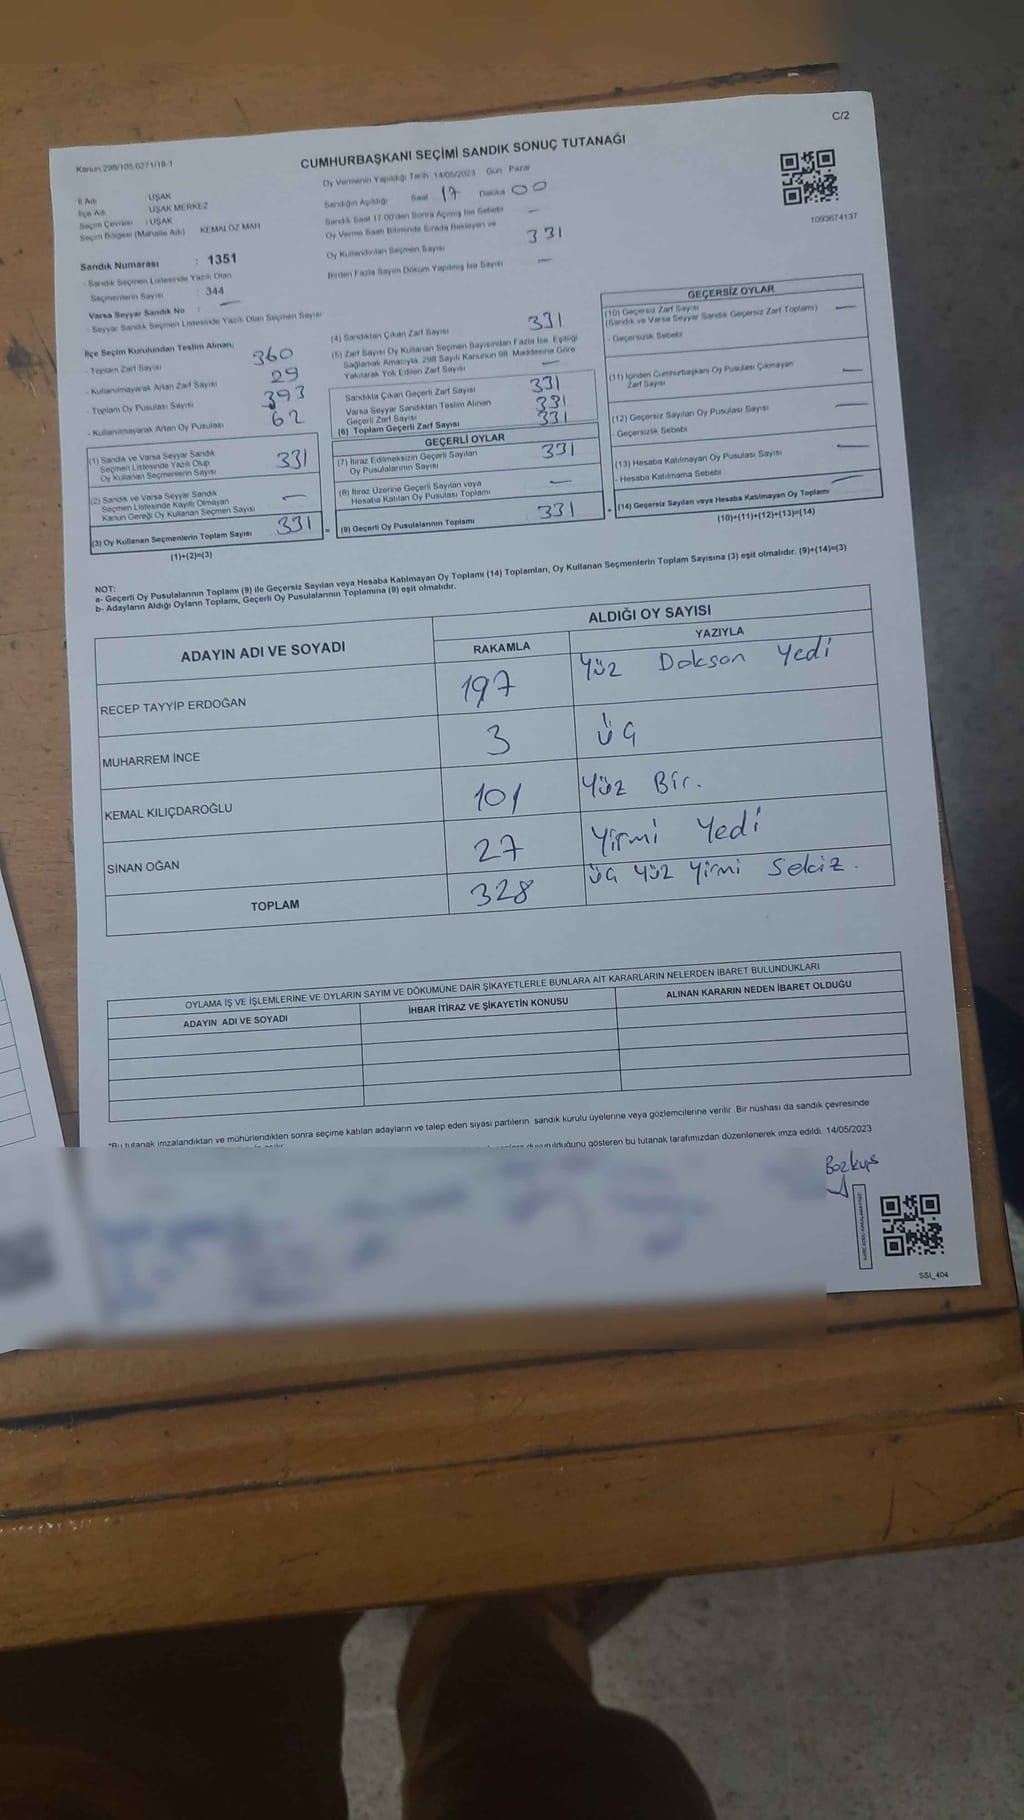 C/2
Kanun 298/105,6271/18-1
CUMHURBAŞKANI SEÇİMİ SANDIK SONUÇ TUTANAĞI
Oy Vermenin Yapıldığı Tarih 14/05/2023 Gün Pazar
1093674137
İl Adı UŞAK
İlçe Adı UŞAK MERKEZ
Seçim Çevresi : UŞAK
Seçim Bölgesi (Mahalle Adı) KEMALÖZ MAH
Sandığın Açıldığı Saat 17 Dakika 00
Sandık Saat 17.00'den Sonra Açılmış İse Sebebi —
Oy Verme Saati Bitiminde Sırada Bekleyen ve
Oy Kullandırılan Seçmen Sayısı 331
Birden Fazla Sayım Döküm Yapılmış İse Sayısı —
Sandık Numarası : 1351
- Sandık Seçmen Listesinde Yazılı Olan
Seçmenlerin Sayısı : 344
Varsa Seyyar Sandık No : —
- Seyyar Sandık Seçmen Listesinde Yazılı Olan Seçmen Sayısı
İlçe Seçim Kurulundan Teslim Alınan;
- Toplam Zarf Sayısı 360
- Kullanılmayarak Artan Zarf Sayısı 29
- Toplam Oy Pusulası Sayısı 393
- Kullanılmayarak Artan Oy Pusulası 62
(1) Sandık ve Varsa Seyyar Sandık
Seçmen Listesinde Yazılı Olup
Oy Kullanan Seçmenlerin Sayısı 331
(2) Sandık ve Varsa Seyyar Sandık
Seçmen Listesinde Kayıtlı Olmayan
Kanun Gereği Oy Kullanan Seçmen Sayısı —
(3) Oy Kullanan Seçmenlerin Toplam Sayısı 331
(1)+(2)=(3)
(4) Sandıktan Çıkan Zarf Sayısı 331
(5) Zarf Sayısı Oy Kullanan Seçmen Sayısından Fazla İse, Eşitliği
Sağlamak Amacıyla, 298 Sayılı Kanunun 98. Maddesine Göre
Yakılarak Yok Edilen Zarf Sayısı —
Sandıkta Çıkan Geçerli Zarf Sayısı 331
Varsa Seyyar Sandıktan Teslim Alınan
Geçerli Zarf Sayısı 331
(6) Toplam Geçerli Zarf Sayısı 331
GEÇERLİ OYLAR
(7) İtiraz Edilmeksizin Geçerli Sayılan
Oy Pusulalarının Sayısı 331
(8) İtiraz Üzerine Geçerli Sayılan veya
Hesaba Katılan Oy Pusulası Toplamı —
= (9) Geçerli Oy Pusulalarının Toplamı 331
GEÇERSİZ OYLAR
(10) Geçersiz Zarf Sayısı
(Sandık ve Varsa Seyyar Sandık Geçersiz Zarf Toplamı) —
- Geçersizlik Sebebi
(11) İçinden Cumhurbaşkanı Oy Pusulası Çıkmayan
Zarf Sayısı —
(12) Geçersiz Sayılan Oy Pusulası Sayısı —
- Geçersizlik Sebebi
(13) Hesaba Katılmayan Oy Pusulası Sayısı —
- Hesaba Katılmama Sebebi
+ (14) Geçersiz Sayılan veya Hesaba Katılmayan Oy Toplamı —
(10)+(11)+(12)+(13)=(14)
NOT:
a- Geçerli Oy Pusulalarının Toplamı (9) ile Geçersiz Sayılan veya Hesaba Katılmayan Oy Toplamı (14) Toplamları, Oy Kullanan Seçmenlerin Toplam Sayısına (3) eşit olmalıdır. (9)+(14)=(3)
b- Adayların Aldığı Oyların Toplamı, Geçerli Oy Pusulalarının Toplamına (9) eşit olmalıdır.
ADAYIN ADI VE SOYADI ALDIĞI OY SAYISI
RAKAMLA YAZIYLA
RECEP TAYYİP ERDOĞAN 197 Yüz Dokson Yedi
MUHARREM İNCE 3 Üç
KEMAL KILIÇDAROĞLU 101 Yüz Bir.
SİNAN OĞAN 27 Yirmi Yedi
TOPLAM 328 Üç Yüz Yirmi Sekiz.
OYLAMA İŞ VE İŞLEMLERİNE VE OYLARIN SAYIM VE DÖKÜMÜNE DAİR ŞİKAYETLERLE BUNLARA AİT KARARLARIN NELERDEN İBARET BULUNDUKLARI
ADAYIN ADI VE SOYADI İHBAR İTİRAZ VE ŞİKAYETİN KONUSU ALINAN KARARIN NEDEN İBARET OLDUĞU
*Bu tutanak imzalandıktan ve mühürlendikten sonra seçime katılan adayların ve talep eden siyasi partilerin sandık kurulu üyelerine veya gözlemcilerine verilir. Bir nüshası da sandık çevresinde
duyurulduğunu gösteren bu tutanak tarafımızdan düzenlenerek imza edildi. 14/05/2023
Bozkuş
SSİ_404